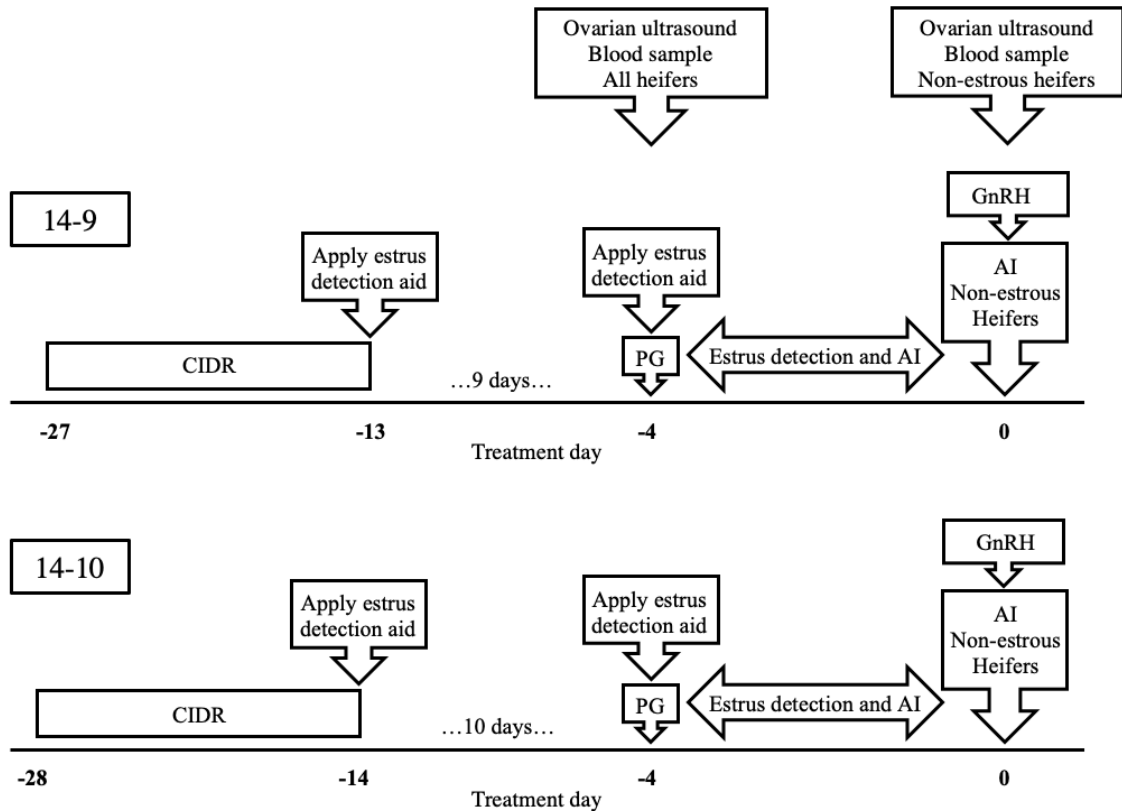 Ovarian ultrasound
Blood sample
All heifers
Ovarian ultrasound
Blood sample
Non-estrous heifers
14-9
Apply estrus
detection aid
Apply estrus
detection aid
GnRH
AI
Non-estrous
Heifers
CIDR
…9 days…
PG
Estrus detection and AI
-27
-13
-4
0
Treatment day
14-10
Apply estrus
detection aid
Apply estrus
detection aid
GnRH
AI
Non-estrous
Heifers
CIDR
…10 days…
PG
Estrus detection and AI
-28
-14
-4
0
Treatment day